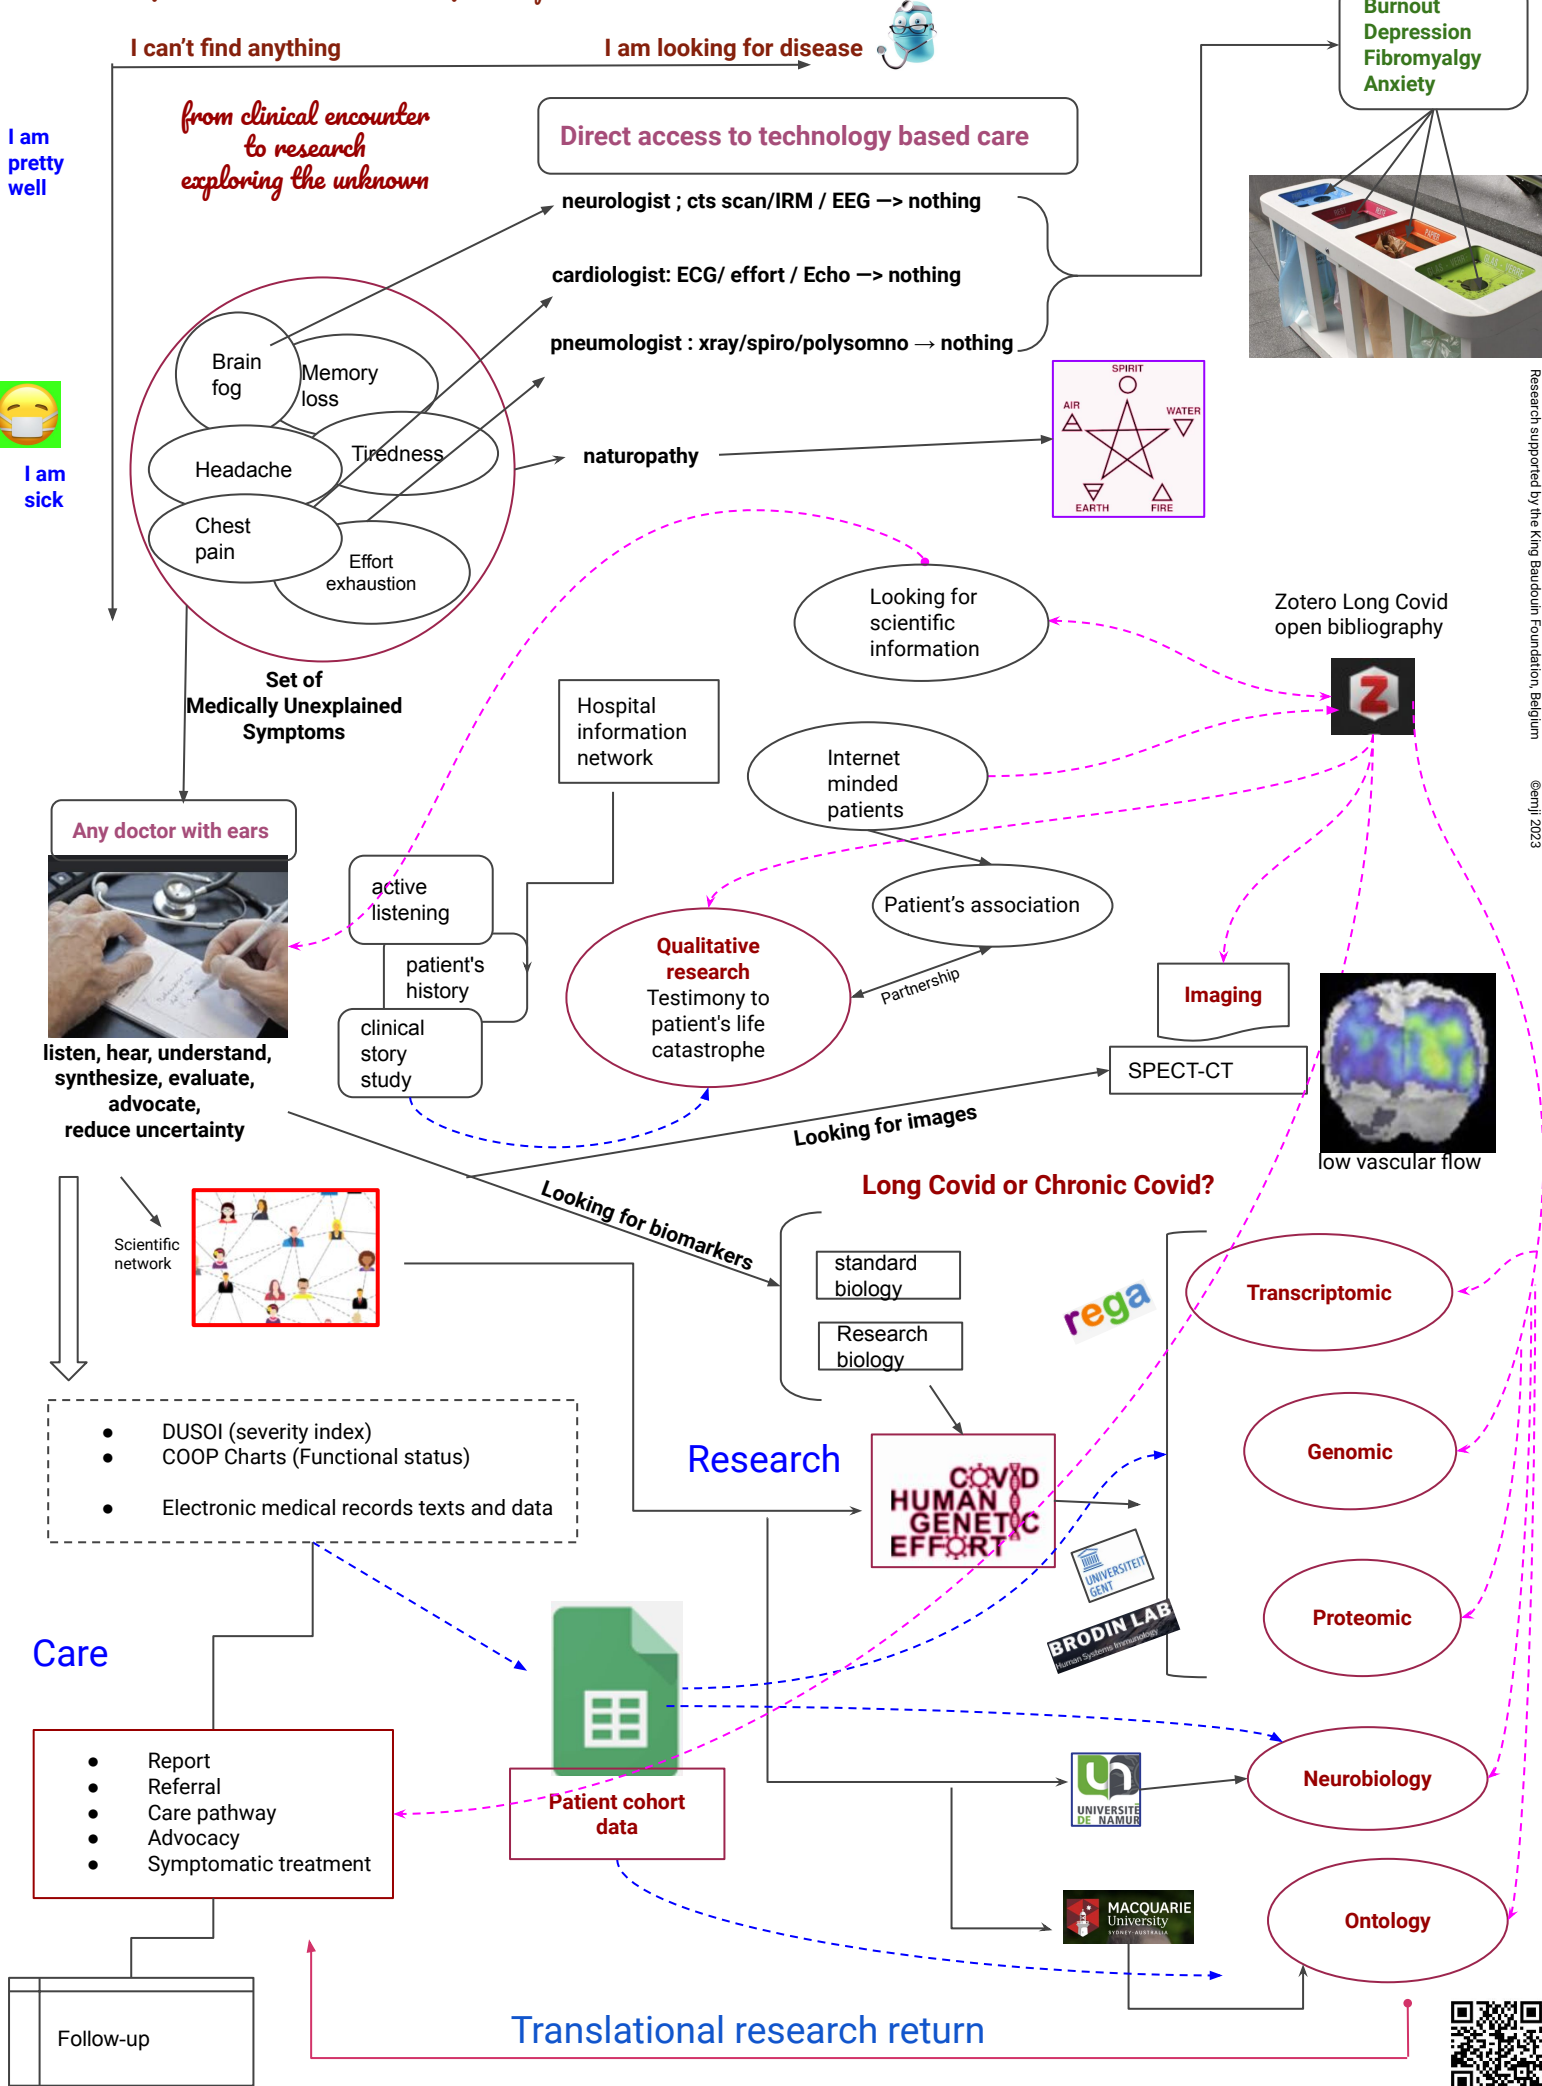 I can't find anything
I am looking for disease
Burnout
Depression
Fibromyalgy
Anxiety
I am
pretty
well
from clinical encounter
to research
exploring the unknown
Direct access to technology based care
neurologist ; cts scan/IRM / EEG —> nothing
cardiologist: ECG/ effort / Echo —> nothing
pneumologist : xray/spiro/polysomno → nothing
Brain
fog
Memory
loss
Headache
Tiredness
Chest
pain
Effort
exhaustion
I am
sick
naturopathy
SPIRIT
AIR
WATER
EARTH
FIRE
PAPIER
Research supported by the King Baudouin Foundation, Belgium
©emji 2023
Set of
Medically Unexplained
Symptoms
Looking for
scientific
information
Zotero Long Covid
open bibliography
Z
Hospital
information
network
Internet
minded
patients
Any doctor with ears
active
listening
patient's
history
clinical
story
study
Patient's association
Qualitative
research
Testimony to
patient's life
catastrophe
Partnership
Imaging
SPECT-CT
low vascular flow
listen, hear, understand,
synthesize, evaluate,
advocate,
reduce uncertainty
Looking for images
Looking for biomarkers
Scientific
network
Long Covid or Chronic Covid?
standard
biology
Research
biology
rega
Transcriptomic
Genomic
Proteomic
Neurobiology
Ontology
DUSOI (severity index)
COOP Charts (Functional status)
Electronic medical records texts and data
Research
COVID
HUMAN
GENETIC
EFFORT
UNIVERSITEIT
GENT
BRODIN LAB
Human Systems Immunology
Care
Report
Referral
Care pathway
Advocacy
Symptomatic treatment
Patient cohort
data
UNIVERSITÉ
DE NAMUR
MACQUARIE
University
SYDNEY·AUSTRALIA
Follow-up
Translational research return